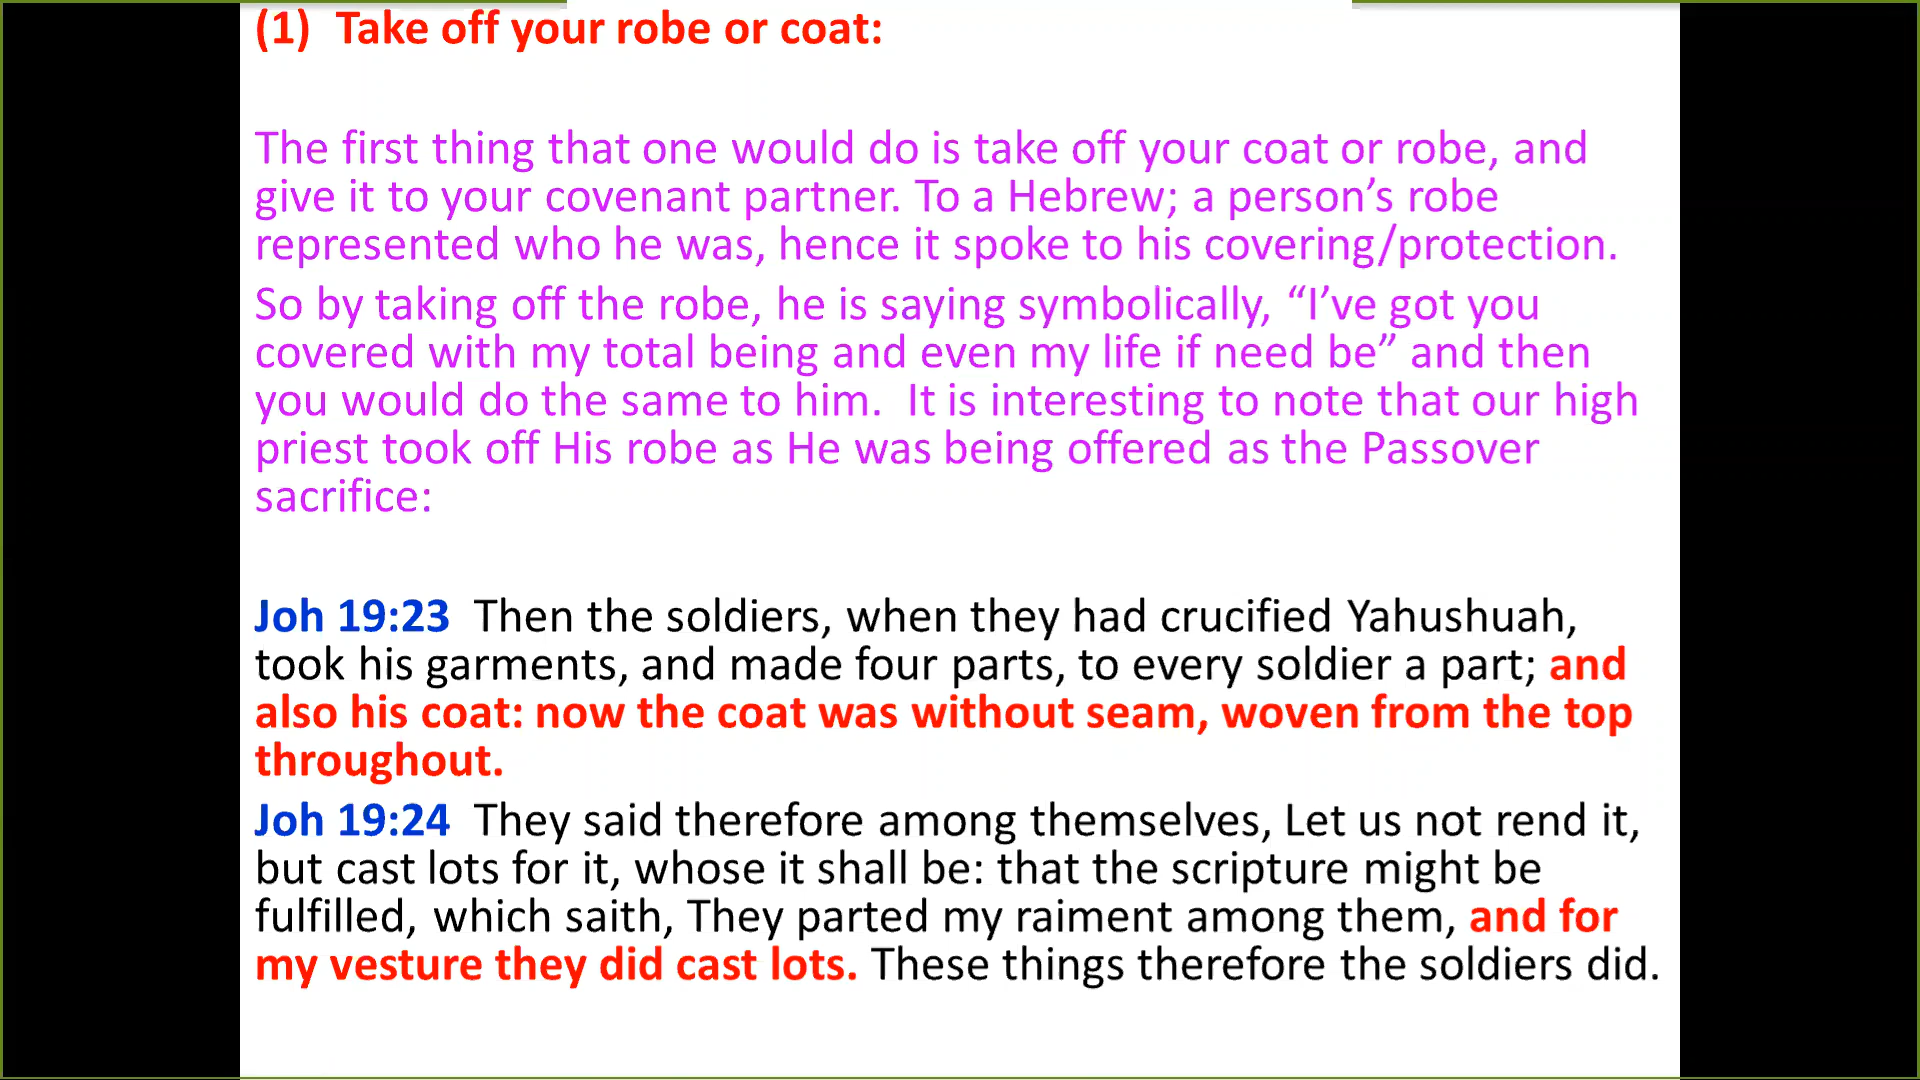 (1) Take off your robe or coat:
The first thing that one would do is take off your coat or robe, and
give it to your covenant partner. To a Hebrew; a person’s robe
represented who he was, hence it spoke to his covering/protection.
So by taking off the robe, he is saying symbolically, “I’ve got you
covered with my total being and even my life if need be” and then
you would do the same to him.  It is interesting to note that our high
priest took off His robe as He was being offered as the Passover
sacrifice:
Joh 19:23  Then the soldiers, when they had crucified Yahushuah,
took his garments, and made four parts, to every soldier a part; and
also his coat: now the coat was without seam, woven from the top
throughout.
Joh 19:24  They said therefore among themselves, Let us not rend it,
but cast lots for it, whose it shall be: that the scripture might be
fulfilled, which saith, They parted my raiment among them, and for
my vesture they did cast lots. These things therefore the soldiers did.